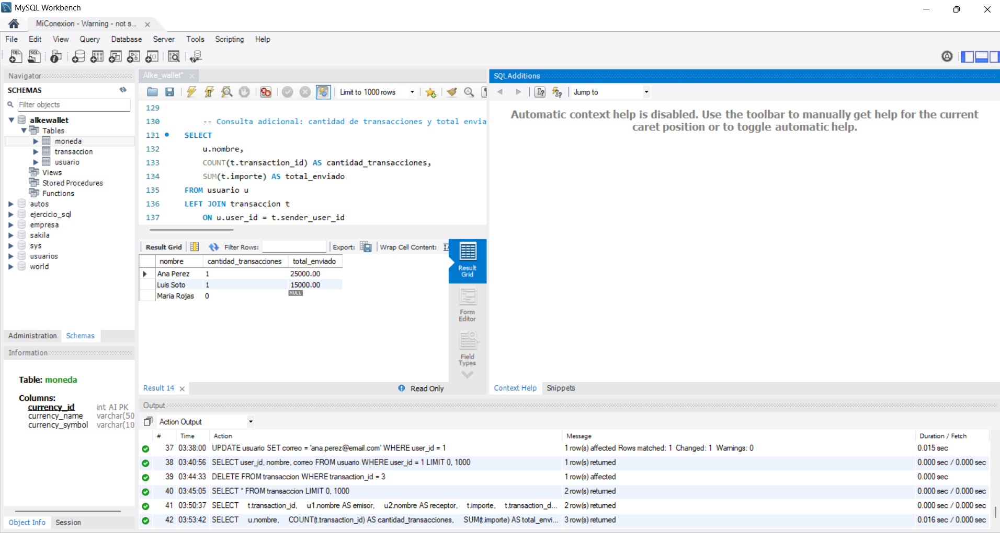 MySQL Workbench
MiConexion - Warning - not s...
File Edit View Query Database Server Tools Scripting Help
Navigator
SCHEMAS
Filter objects
alkewallet
Tables
moneda
transaccion
usuario
Views
Stored Procedures
Functions
autos
ejercicio_sql
empresa
sakila
sys
usuarios
world
Administration Schemas
Information
Table: moneda
Columns:
currency_id int AI PK
currency_name varchar(50
currency_symbol varchar(10
Object Info Session
Alke_wallet*
Limit to 1000 rows
129
130 -- Consulta adicional: cantidad de transacciones y total envia
131 SELECT
132 u.nombre,
133 COUNT(t.transaction_id) AS cantidad_transacciones,
134 SUM(t.importe) AS total_enviado
135 FROM usuario u
136 LEFT JOIN transaccion t
137 ON u.user_id = t.sender_user_id
Result Grid Filter Rows: Export: Wrap Cell Content:
nombre cantidad_transacciones total_enviado
Ana Perez 1 25000.00
Luis Soto 1 15000.00
Maria Rojas 0 NULL
Result Grid
Form Editor
Field Types
Result 14 Read Only
SQLAdditions
Jump to
Automatic context help is disabled. Use the toolbar to manually get help for the current
caret position or to toggle automatic help.
Context Help Snippets
Output
Action Output
# Time Action Message Duration / Fetch
37 03:38:00 UPDATE usuario SET correo = 'ana.perez@email.com' WHERE user_id = 1 1 row(s) affected Rows matched: 1 Changed: 1 Warnings: 0 0.015 sec
38 03:40:56 SELECT user_id, nombre, correo FROM usuario WHERE user_id = 1 LIMIT 0, 1000 1 row(s) returned 0.000 sec / 0.000 sec
39 03:44:33 DELETE FROM transaccion WHERE transaction_id = 3 1 row(s) affected 0.000 sec
40 03:45:05 SELECT * FROM transaccion LIMIT 0, 1000 2 row(s) returned 0.000 sec / 0.000 sec
41 03:50:37 SELECT t.transaction_id, u1.nombre AS emisor, u2.nombre AS receptor, t.importe, t.transaction_d... 2 row(s) returned 0.000 sec / 0.000 sec
42 03:53:42 SELECT u.nombre, COUNT(t.transaction_id) AS cantidad_transacciones, SUM(t.importe) AS total_envi... 3 row(s) returned 0.016 sec / 0.000 sec